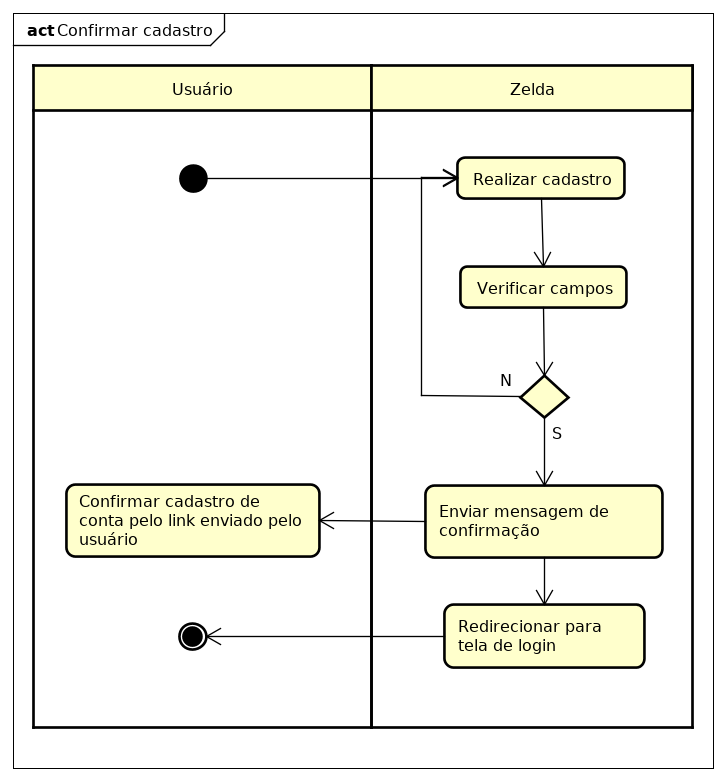 act Confirmar cadastro
Usuário
Zelda
Realizar cadastro
Verificar campos
N
S
Confirmar cadastro de
conta pelo link enviado pelo
usuário
Enviar mensagem de
confirmação
Redirecionar para
tela de login